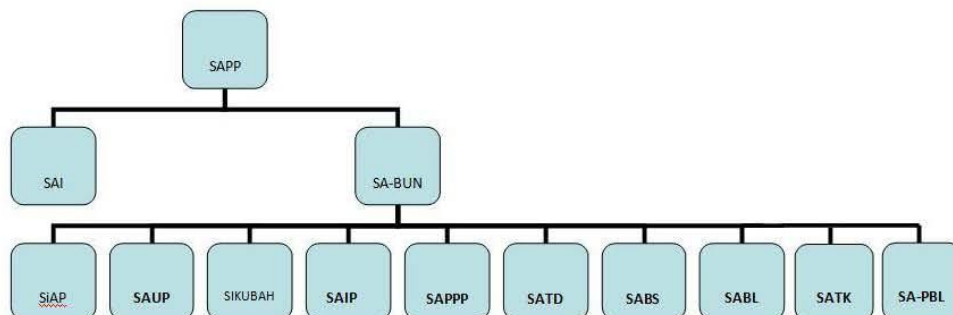 SAPP
SAI
SA-BUN
SiAP
SAUP
SIKUBAH
SAIP
SAPPP
SATD
SABS
SABL
SATK
SA-PBL